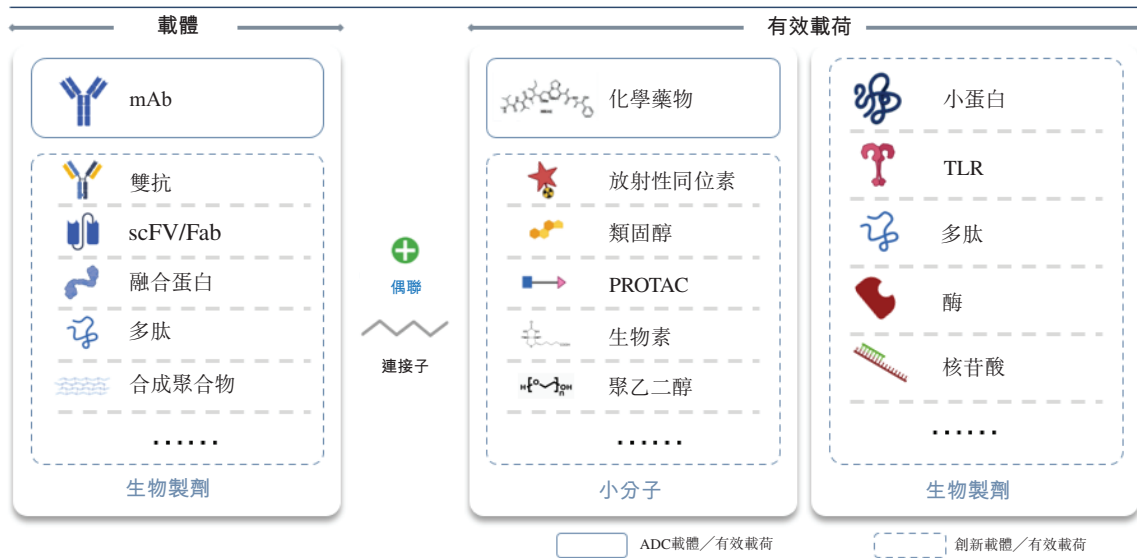 載體
有效載荷
mAb
雙抗
scFV/Fab
融合蛋白
多肽
合成聚合物
......
生物製劑
偶聯
連接子
化學藥物
放射性同位素
類固醇
PROTAC
生物素
聚乙二醇
H[O]OH
n
......
小分子
小蛋白
TLR
多肽
酶
核苷酸
......
生物製劑
ADC載體／有效載荷
創新載體／有效載荷